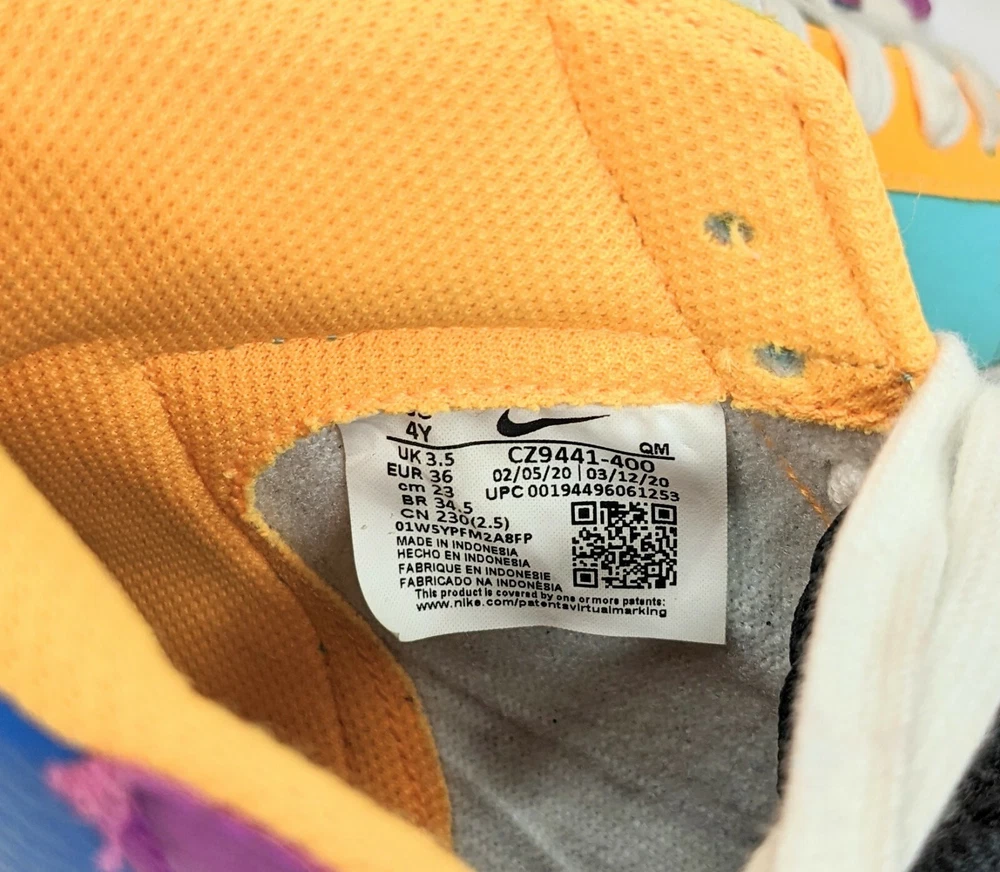 4Y
UK 3.5
EUR 36
cm 23
BR 34.5
CN 230(2.5)
QM
CZ9441-400
02/05/20 | 03/12/20
UPC 00194496061253
01W5YPFM2A8FP
MADE IN INDONESIA
HECHO EN INDONESIA
FABRIQUE EN INDONESIE
FABRICADO NA INDONÉSIA
This product is covered by one or more patents:
www.nike.com/patentsvirtualmarking